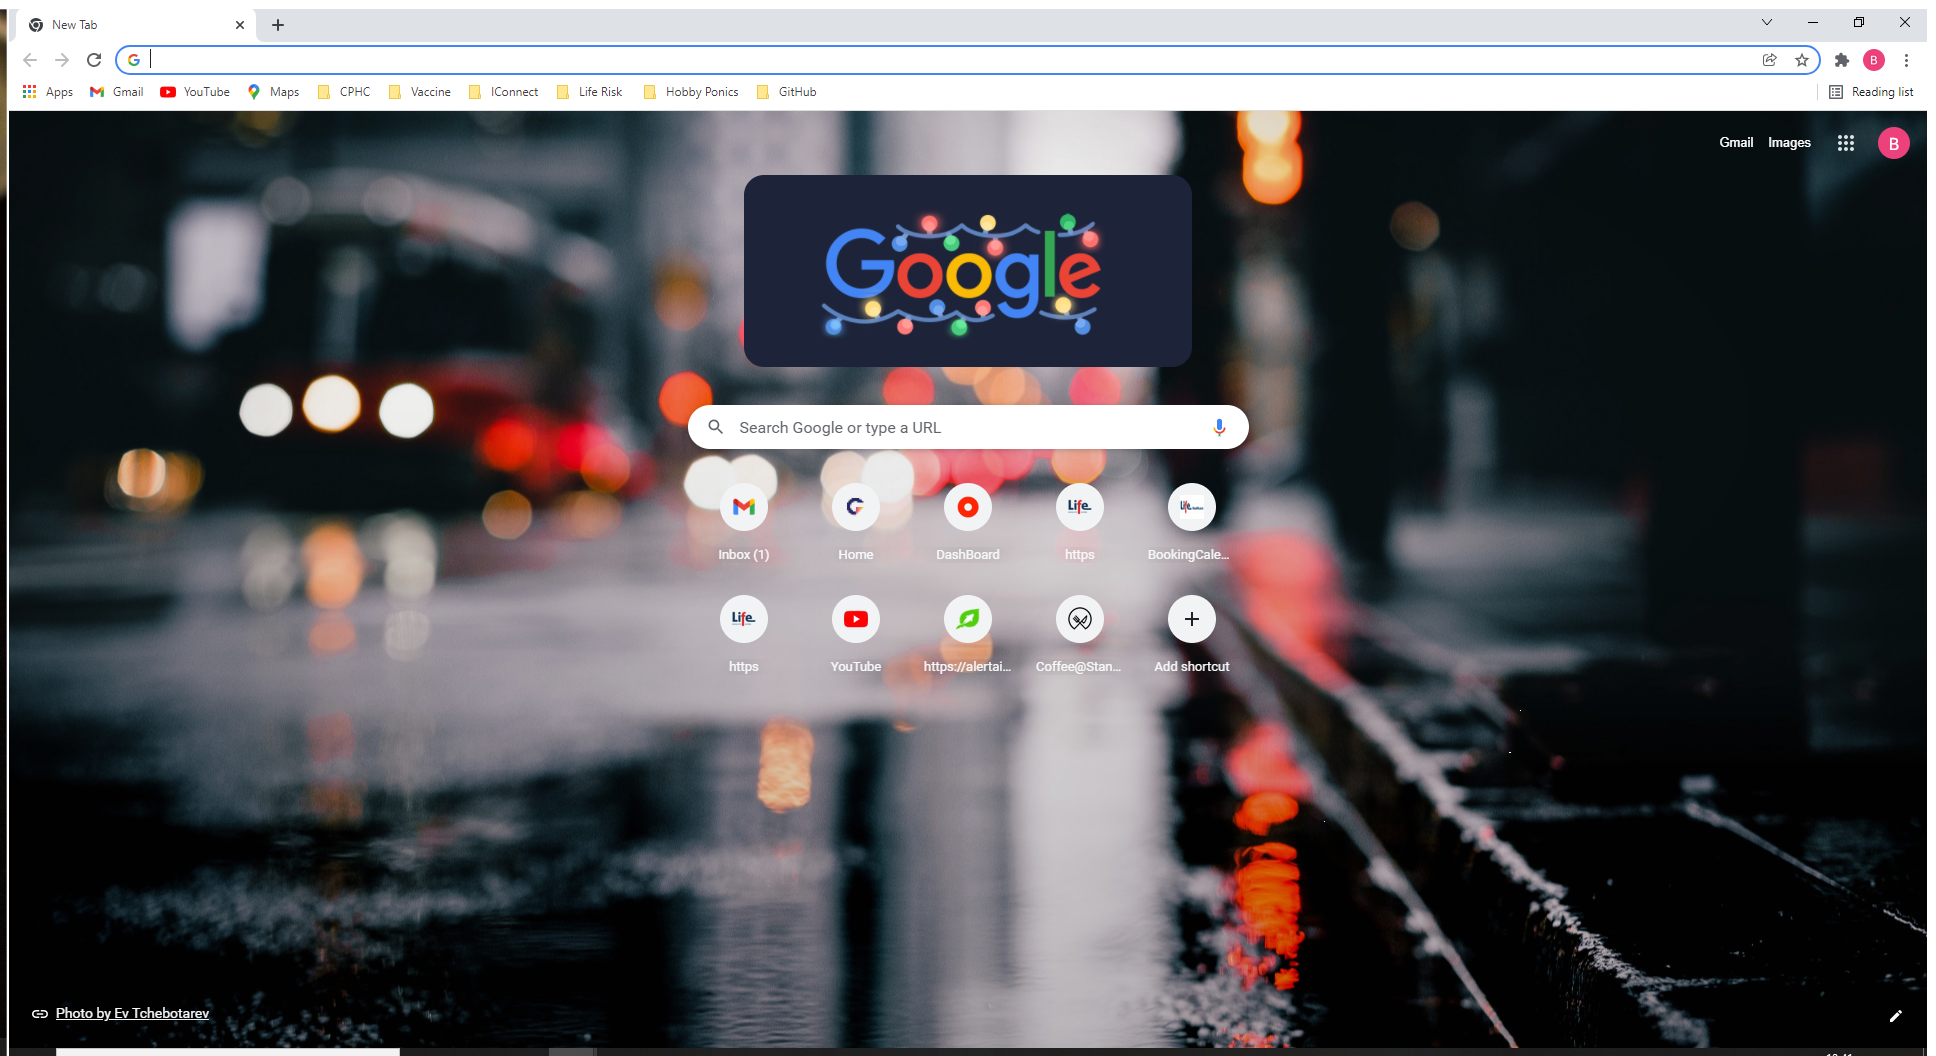 New Tab
Apps Gmail YouTube Maps CPHC Vaccine IConnect Life Risk Hobby Ponics GitHub Reading list
B
Gmail Images B
Google
Search Google or type a URL
Inbox (1) Home DashBoard https BookingCale...
Life
https YouTube https://alertai... Coffee@Stan... Add shortcut
Life
Photo by Ev Tchebotarev